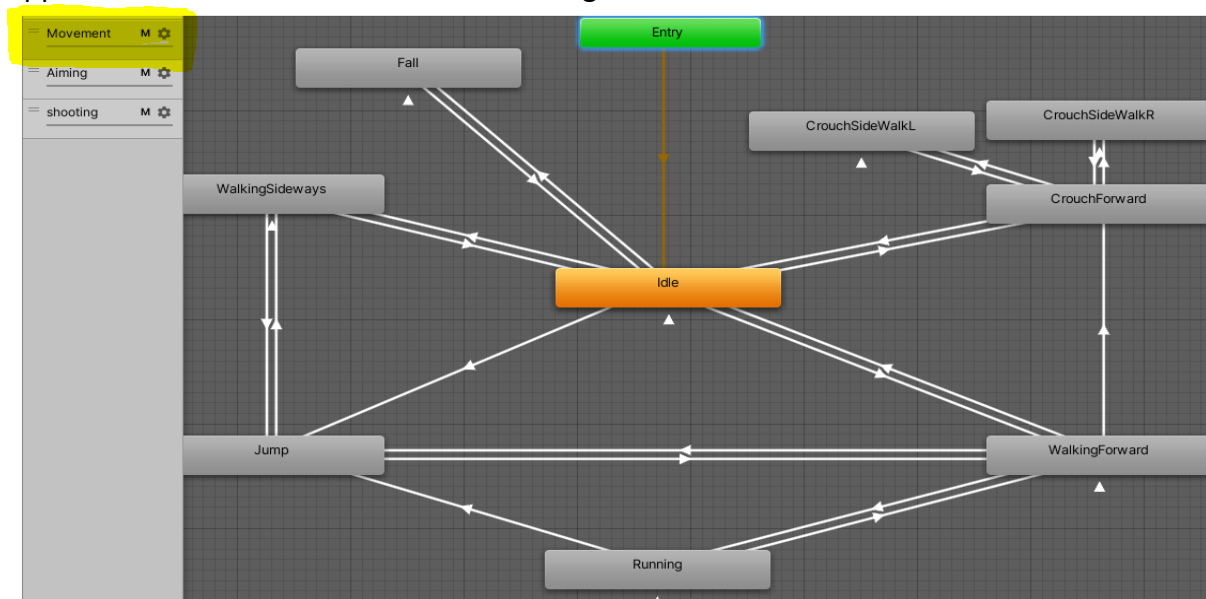 Movement M
Aiming M
shooting M
Entry
Fall
CrouchSideWalkL
CrouchSideWalkR
WalkingSideways
CrouchForward
Idle
Jump
WalkingForward
Running